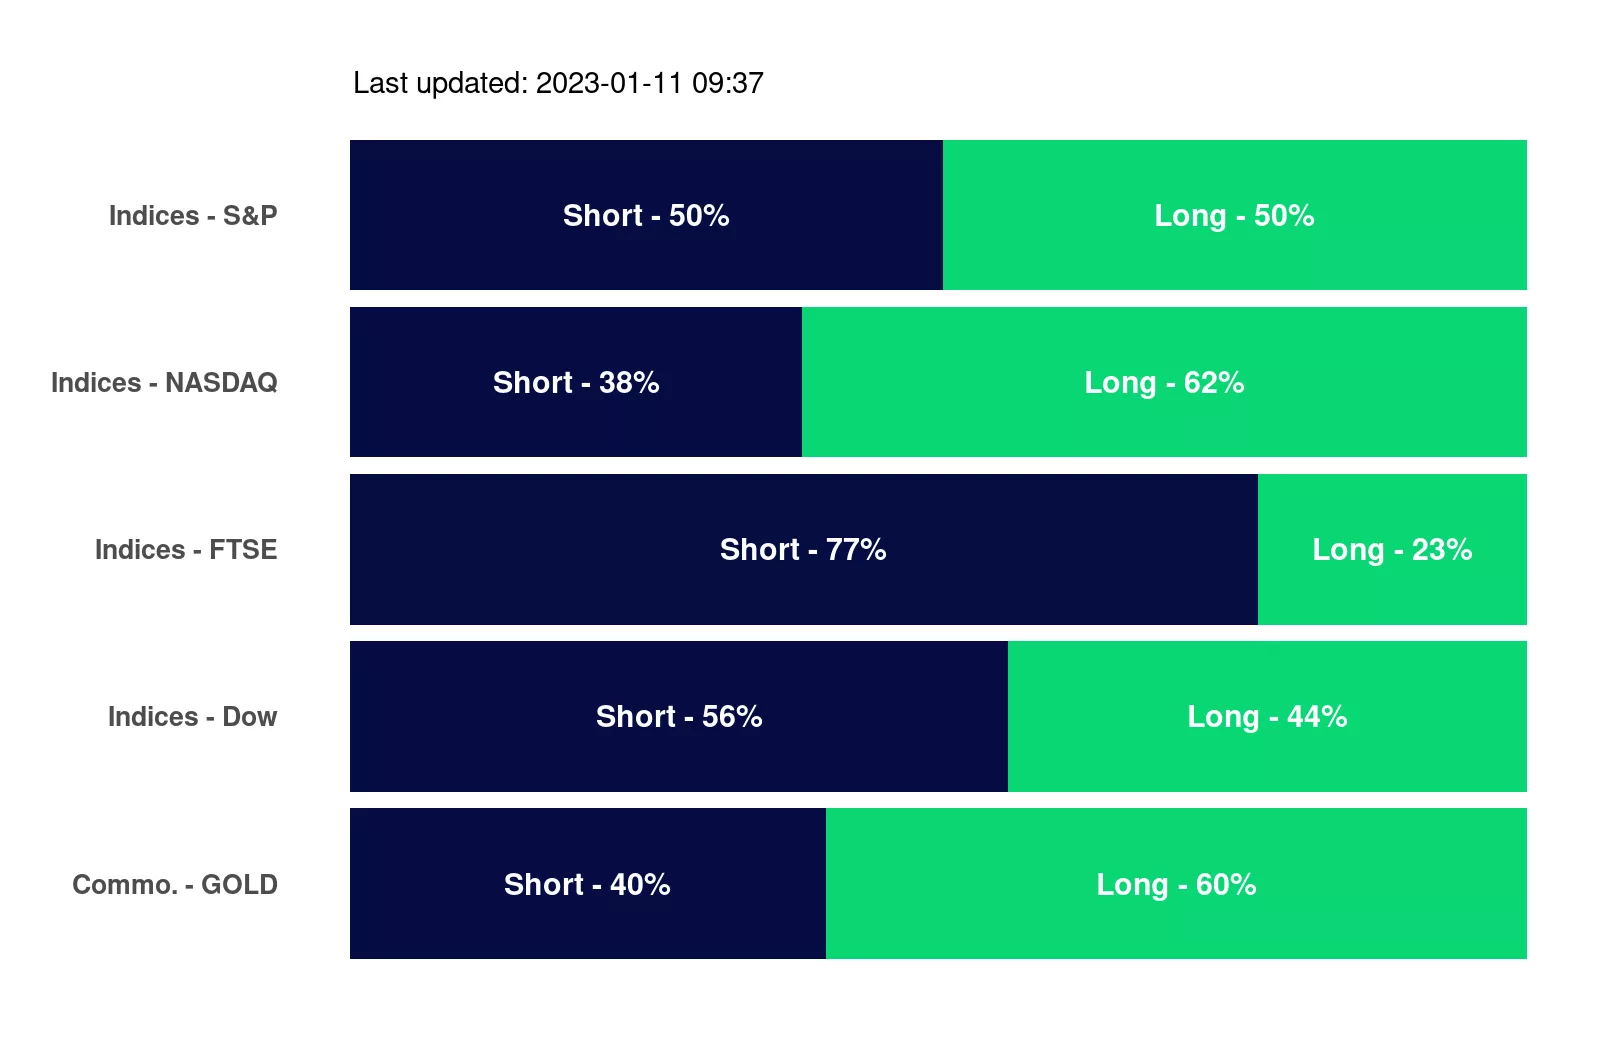 Last updated: 2023-01-11 09:37
Indices - S&P Short - 50% Long - 50%
Indices - NASDAQ Short - 38% Long - 62%
Indices - FTSE Short - 77% Long - 23%
Indices - Dow Short - 56% Long - 44%
Commo. - GOLD Short - 40% Long - 60%